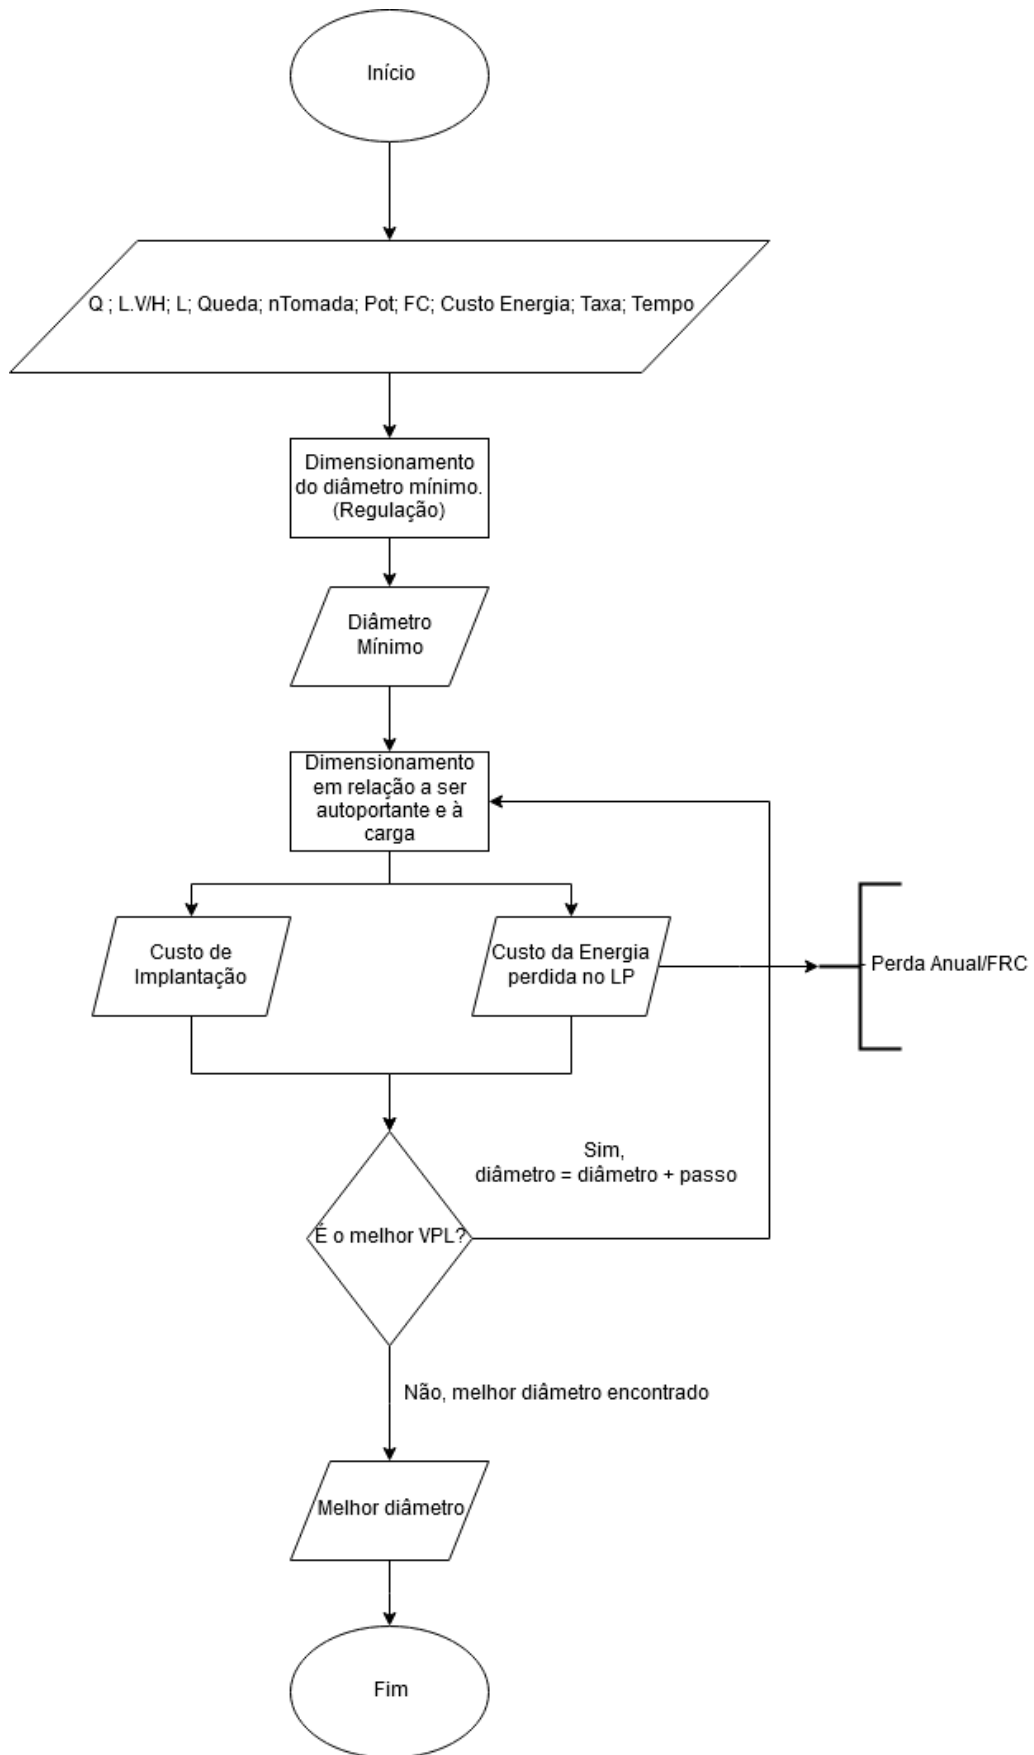 Início
Q ; L.V/H; L; Queda; nTomada; Pot; FC; Custo Energia; Taxa; Tempo
Dimensionamento
do diâmetro mínimo.
(Regulação)
Diâmetro
Mínimo
Dimensionamento
em relação a ser
autoportante e à
carga
Custo de
Implantação
Custo da Energia
perdida no LP
Perda Anual/FRC
Sim,
diâmetro = diâmetro + passo
É o melhor VPL?
Não, melhor diâmetro encontrado
Melhor diâmetro
Fim